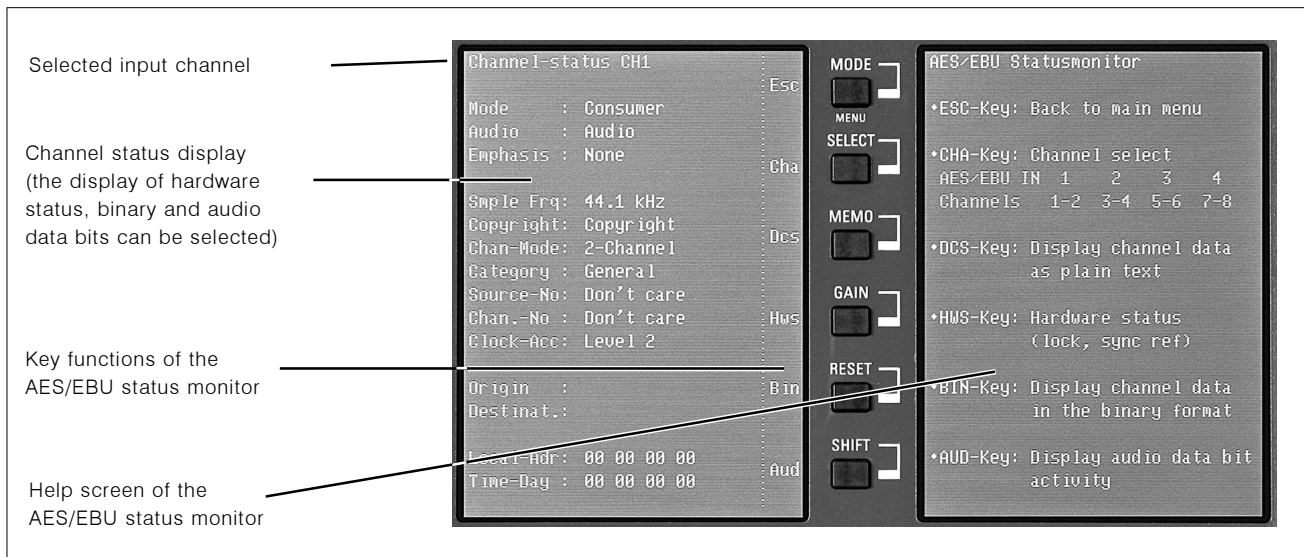 Selected input channel
Channel status display
(the display of hardware
status, binary and audio
data bits can be selected)
Key functions of the
AES/EBU status monitor
Help screen of the
AES/EBU status monitor
Channel-status CH1
Mode : Consumer
Audio : Audio
Emphasis : None
Smple Frq: 44.1 kHz
Copyright: Copyright
Chan-Mode: 2-Channel
Category : General
Source-No: Don't care
Chan.-No : Don't care
Clock-Acc: Level 2
Origin :
Destinat.:
Local-Adr: 00 00 00 00
Time-Day : 00 00 00 00
Esc
Cha
Dcs
Hws
Bin
Aud
MODE
MENU
SELECT
MEMO
GAIN
RESET
SHIFT
AES/EBU Statusmonitor
•ESC-Key: Back to main menu
•CHA-Key: Channel select
AES/EBU IN 1 2 3 4
Channels 1-2 3-4 5-6 7-8
•DCS-Key: Display channel data
as plain text
•HWS-Key: Hardware status
(lock, sync ref)
•BIN-Key: Display channel data
in the binary format
•AUD-Key: Display audio data bit
activity